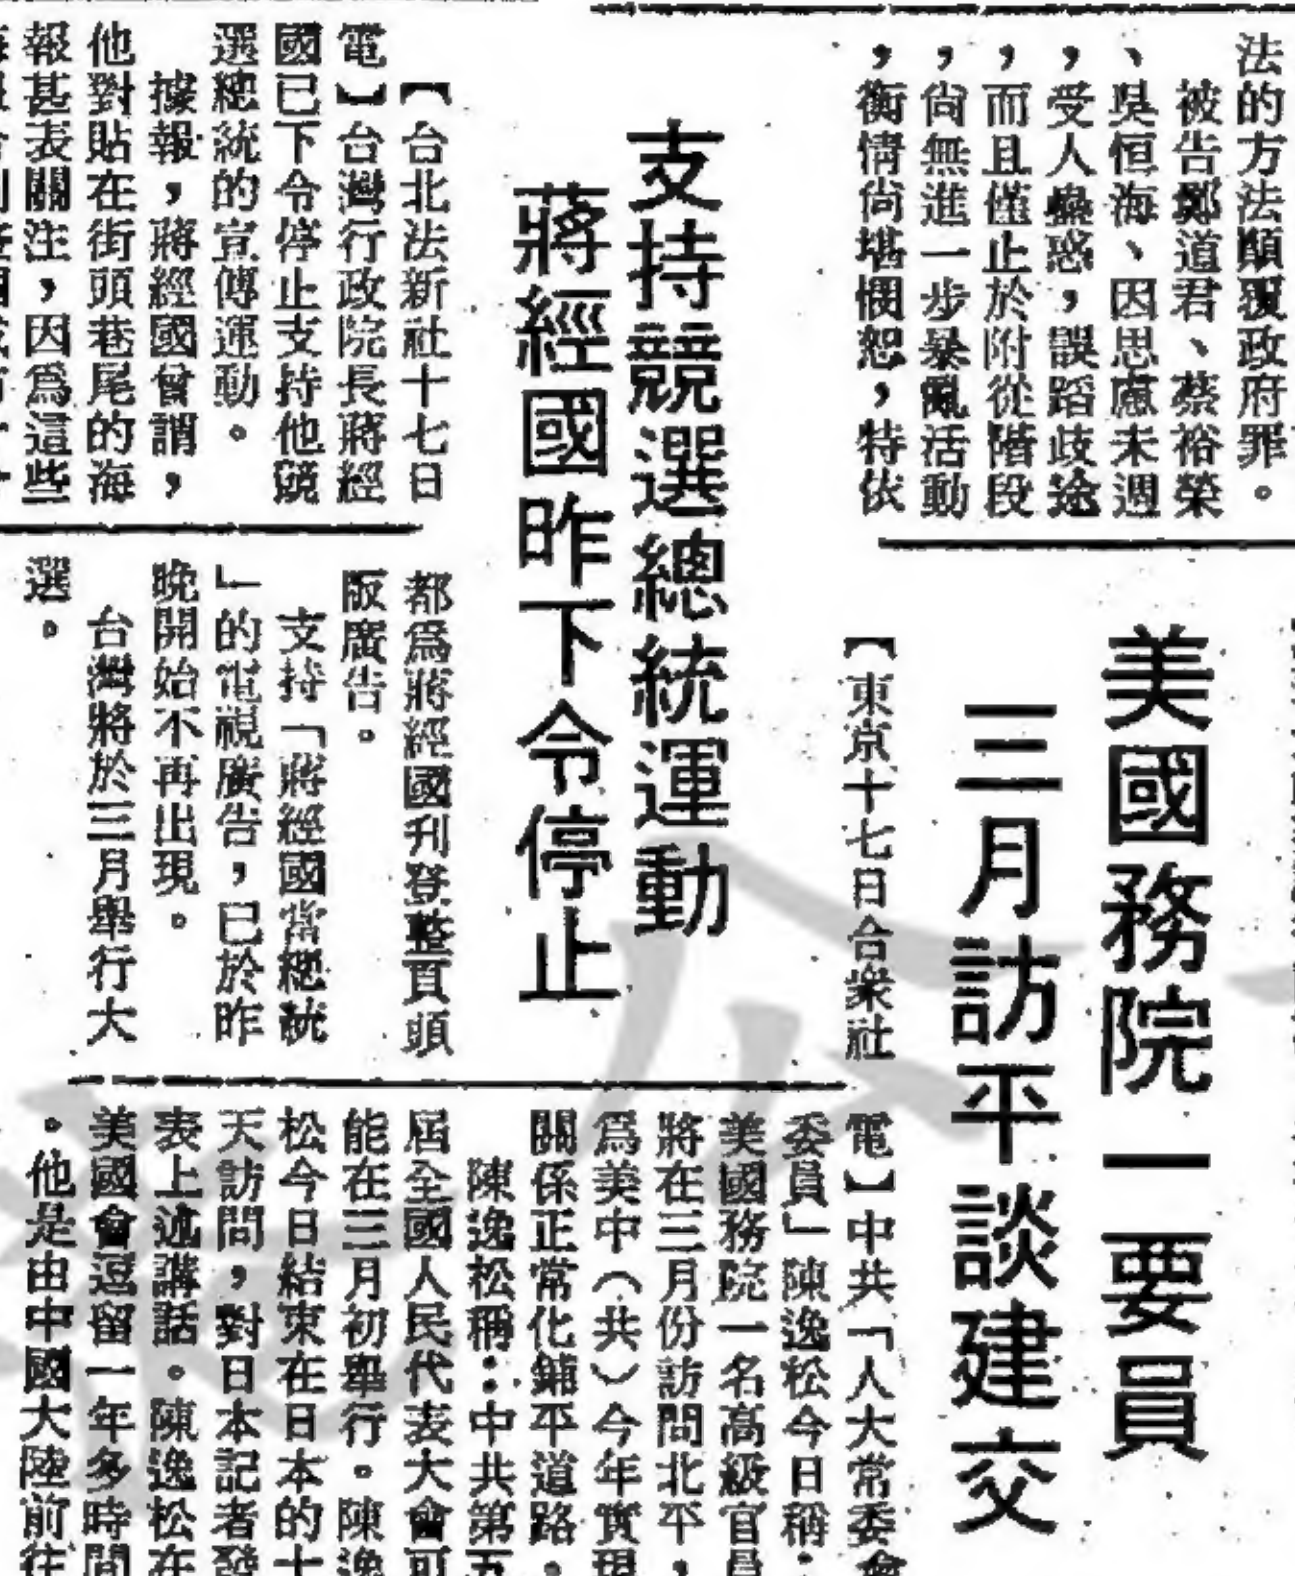 法的方法顛覆政府罪。
被告鄭道君、蔡裕榮
、吳恒海、因思慮未週
，受人蠱惑，誤蹈歧途
，而且僅止於附從階段
，尚無進一步暴亂活動
，衡情尚堪憫恕，特依
支持競選總統運動
蔣經國昨下令停止
【台北法新社十七日
電】台灣行政院長蔣經
國已下令停止支持他競
選總統的宣傳運動。
據報，蔣經國曾謂，
他對貼在街頭巷尾的海
報甚表關注，因為這些
都為蔣經國刊登整頁頭
版廣告。
支持「蔣經國當總統
」的電視廣告，已於昨
晚開始不再出現。
台灣將於三月舉行大
選。
美國務院一要員
三月訪平談建交
【東京十七日合衆社
電】中共「人大常委會
委員」陳逸松今日稱：
美國務院一名高級官員
將在三月份訪問北平，
為美中（共）今年實現
關係正常化鋪平道路。
陳逸松稱：中共第五
屆全國人民代表大會可
能在三月初舉行。陳逸
松今日結束在日本的十
天訪問，對日本記者發
表上述講話。陳逸松在
美國會逗留一年多時間
。他是由中國大陸前往